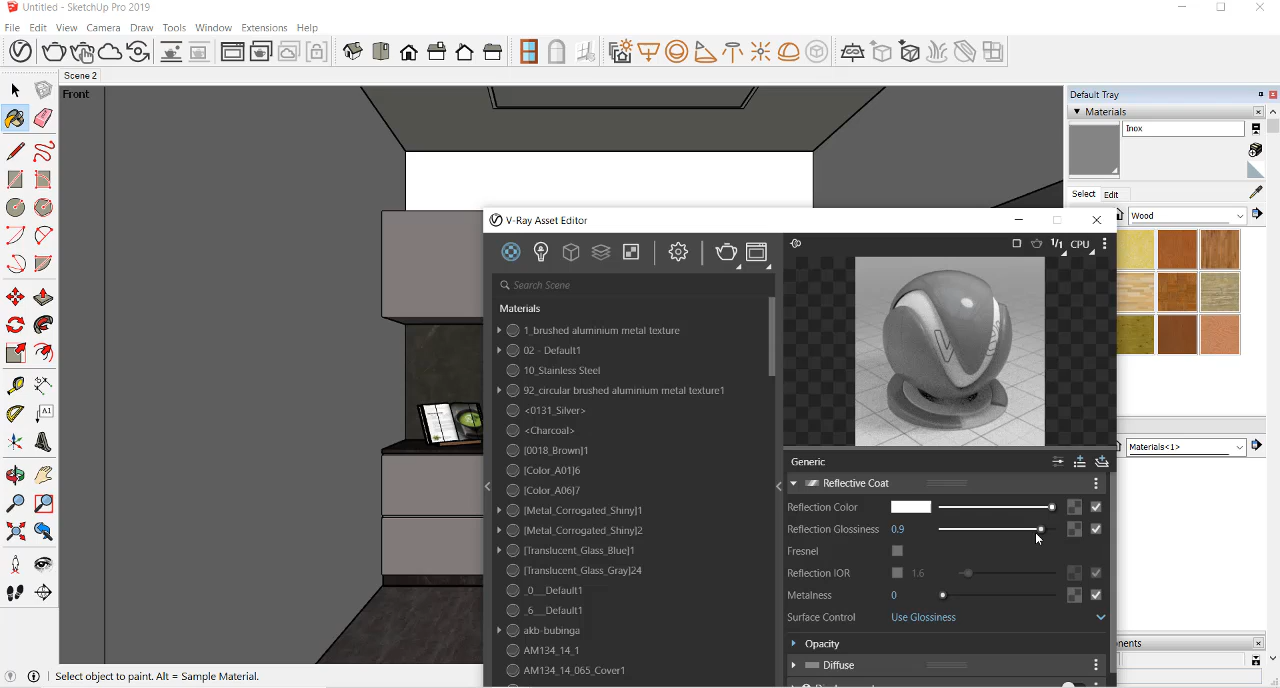 Untitled - SketchUp Pro 2019
File Edit View Camera Draw Tools Window Extensions Help
Scene 2
Front
Default Tray
Materials
Inox
Select Edit
Wood
V-Ray Asset Editor
1/1 CPU
Search Scene
Materials
1_brushed aluminium metal texture
02 - Default1
10_Stainless Steel
92_circular brushed aluminium metal texture1
<0131_Silver>
<Charcoal>
[0018_Brown]1
[Color_A01]6
[Color_A06]7
[Metal_Corrogated_Shiny]1
[Metal_Corrogated_Shiny]2
[Translucent_Glass_Blue]1
[Translucent_Glass_Gray]24
_0__Default1
_6__Default1
akb-bubinga
AM134_14_1
AM134_14_065_Cover1
Generic
Reflective Coat
Reflection Color
Reflection Glossiness 0.9
Fresnel
Reflection IOR 1.6
Metalness 0
Surface Control Use Glossiness
Opacity
Diffuse
Materials<1>
onents
A1
Select object to paint. Alt = Sample Material.